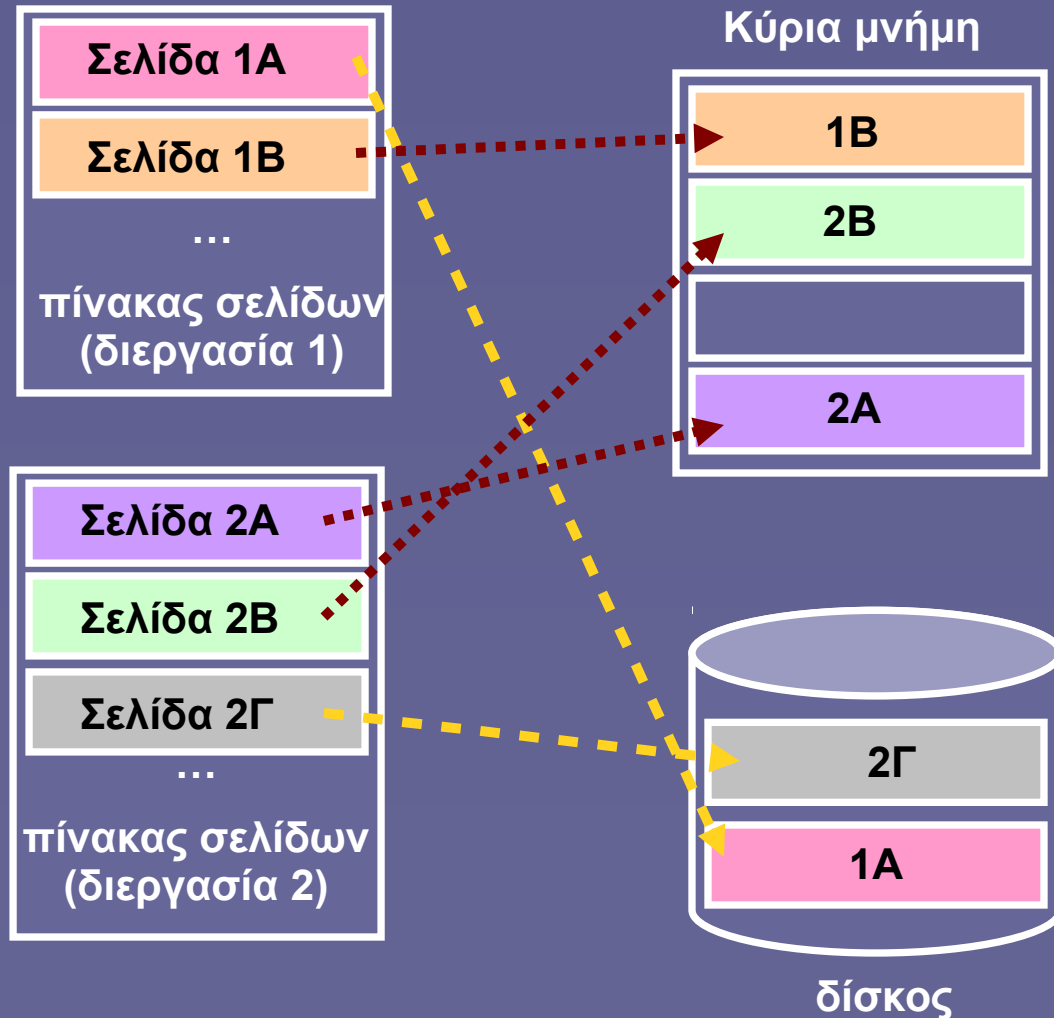 Σελίδα 1Α
Σελίδα 1Β
…
πίνακας σελίδων
(διεργασία 1)
Σελίδα 2Α
Σελίδα 2Β
Σελίδα 2Γ
…
πίνακας σελίδων
(διεργασία 2)
Κύρια μνήμη
1Β
2Β
2Α
2Γ
1Α
δίσκος